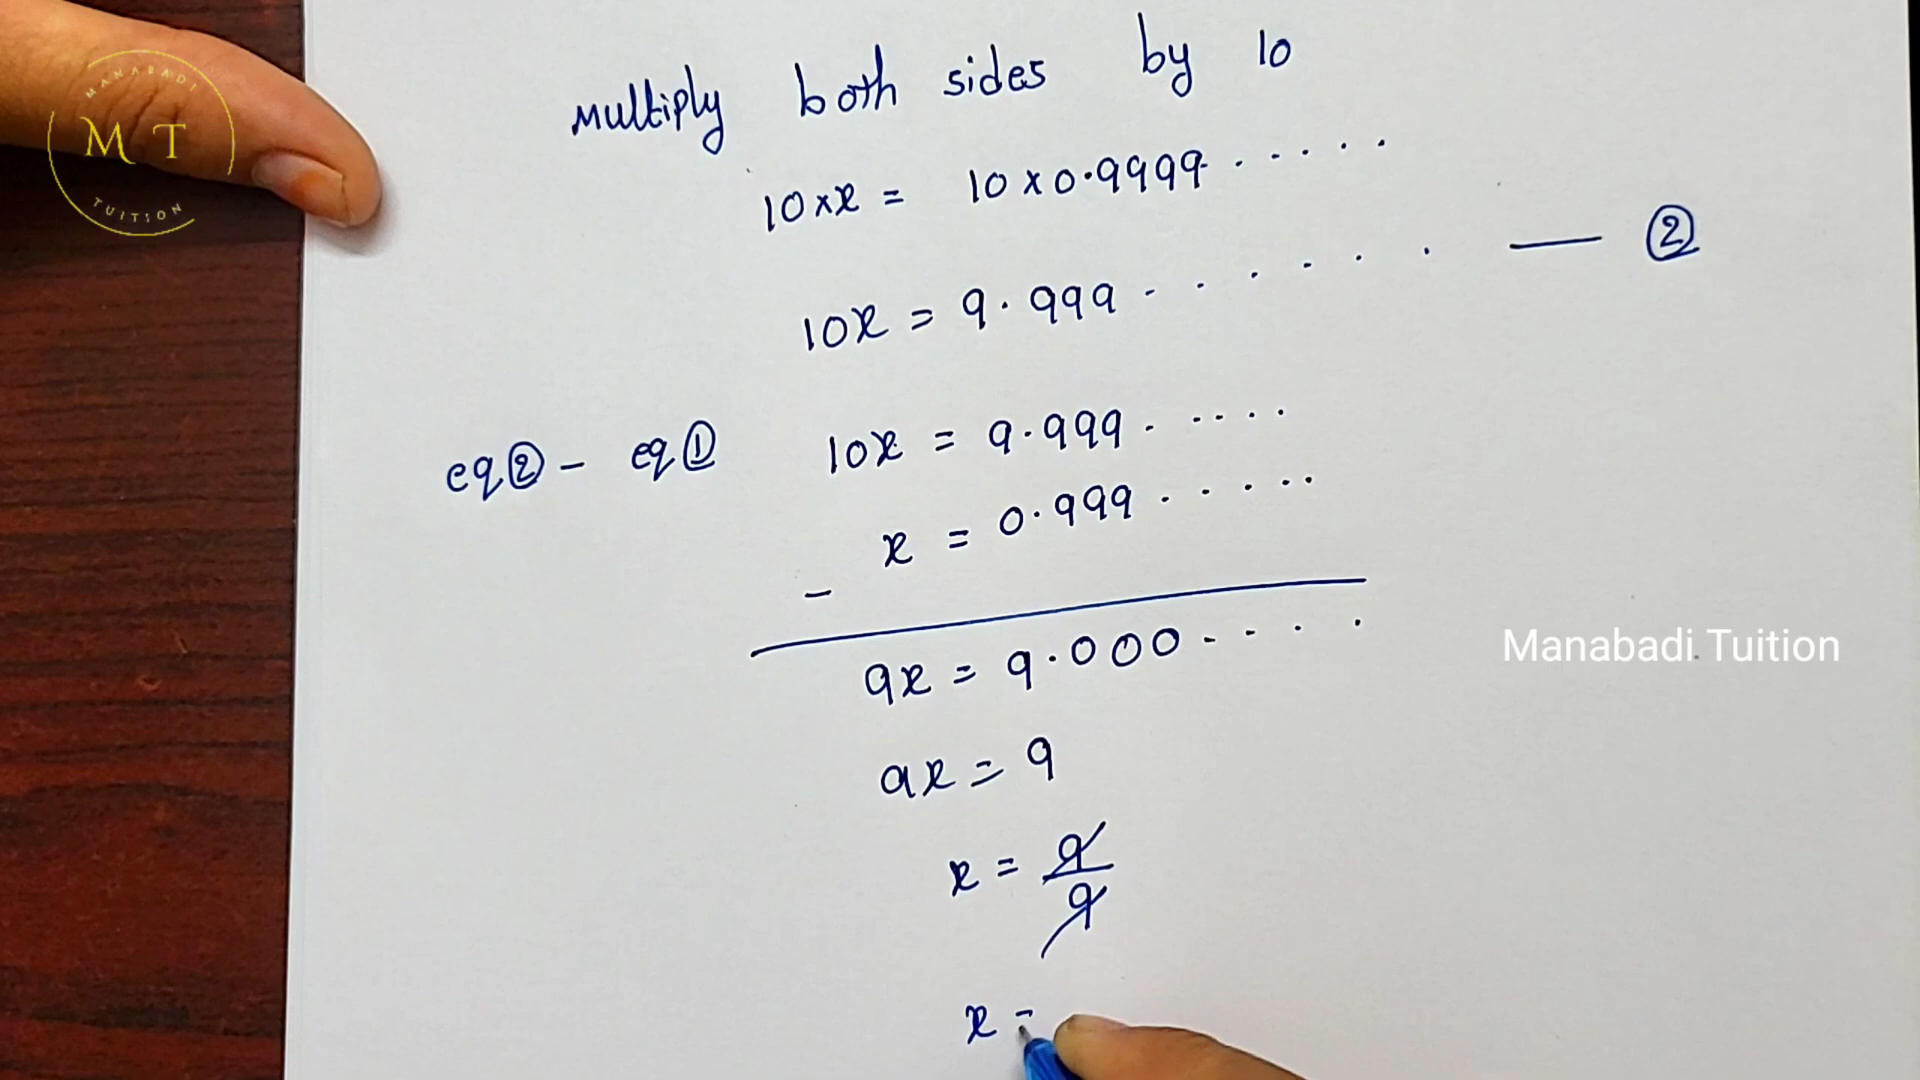 MANABADI
MT
TUITION
multiply both sides by 10
10×x = 10×0.9999.....
10x = 9.999....... — ②
eq② - eq① 10x = 9.999.....
x = 0.999.....
-
9x = 9.000....
9x = 9
x = 9/9
x =
Manabadi Tuition